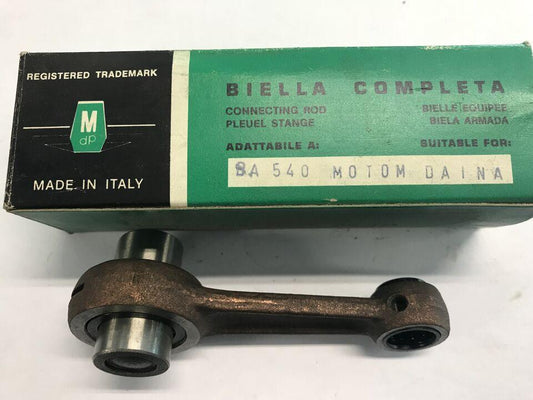 REGISTERED TRADEMARK
M
dp
MADE IN ITALY
BIELLA COMPLETA
CONNECTING ROD
PLEUEL STANGE
BIELLE EQUIPEE
BIELA ARMADA
ADATTABILE A:
SUITABLE FOR:
BA 540 MOTOM DAINA